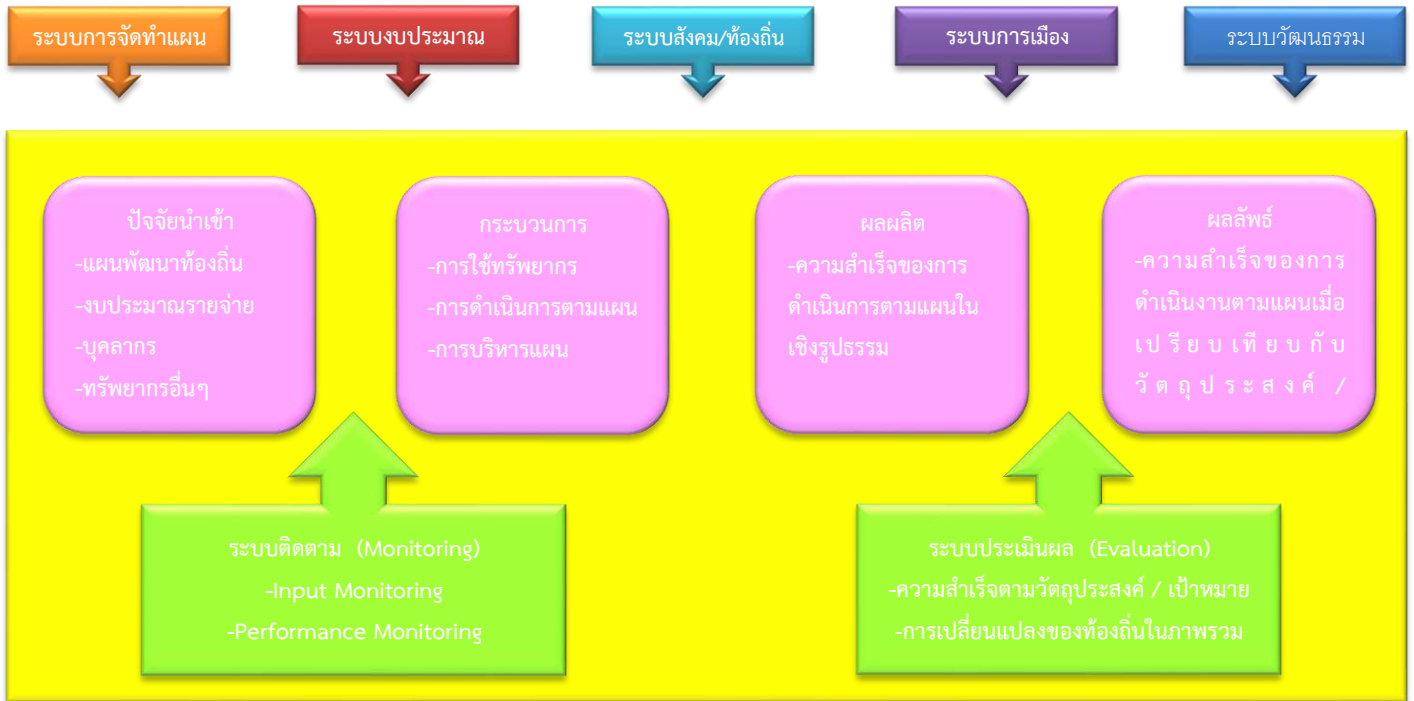 ระบบการจัดทำแผน
ระบบงบประมาณ
ระบบสังคม/ท้องถิ่น
ระบบการเมือง
ระบบวัฒนธรรม
ปัจจัยนำเข้า
-แผนพัฒนาท้องถิ่น
-งบประมาณรายจ่าย
-บุคลากร
-ทรัพยากรอื่นๆ
กระบวนการ
-การใช้ทรัพยากร
-การดำเนินการตามแผน
-การบริหารแผน
ผลผลิต
-ความสำเร็จของการ
ดำเนินการตามแผนใน
เชิงรูปธรรม
ผลลัพธ์
-ความสำเร็จของการ
ดำเนินงานตามแผนเมื่อ
เปรียบเทียบกับ
วัตถุประสงค์ /
ระบบติดตาม (Monitoring)
-Input Monitoring
-Performance Monitoring
ระบบประเมินผล (Evaluation)
-ความสำเร็จตามวัตถุประสงค์ / เป้าหมาย
-การเปลี่ยนแปลงของท้องถิ่นในภาพรวม